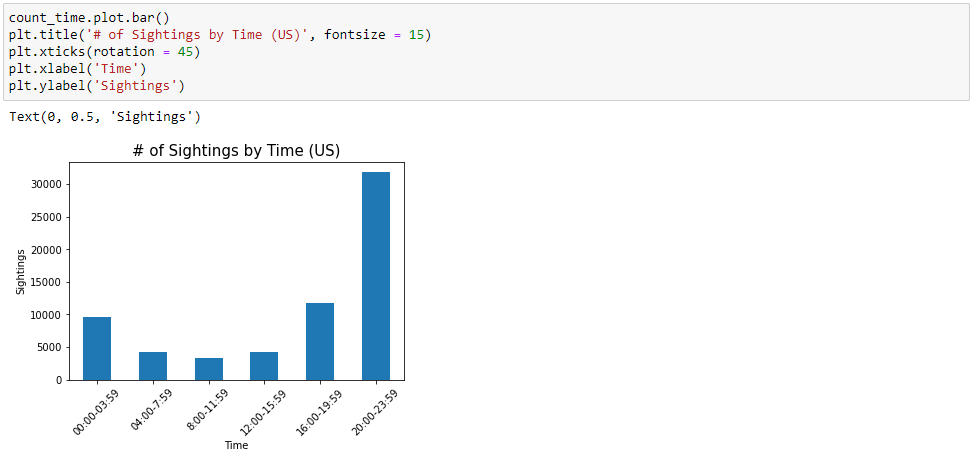 count_time.plot.bar()
plt.title('# of Sightings by Time (US)', fontsize = 15)
plt.xticks(rotation = 45)
plt.xlabel('Time')
plt.ylabel('Sightings')
Text(0, 0.5, 'Sightings')
# of Sightings by Time (US)
Sightings
30000
25000
20000
15000
10000
5000
0
00:00-03:59
04:00-7:59
8:00-11:59
12:00-15:59
16:00-19:59
20:00-23:59
Time